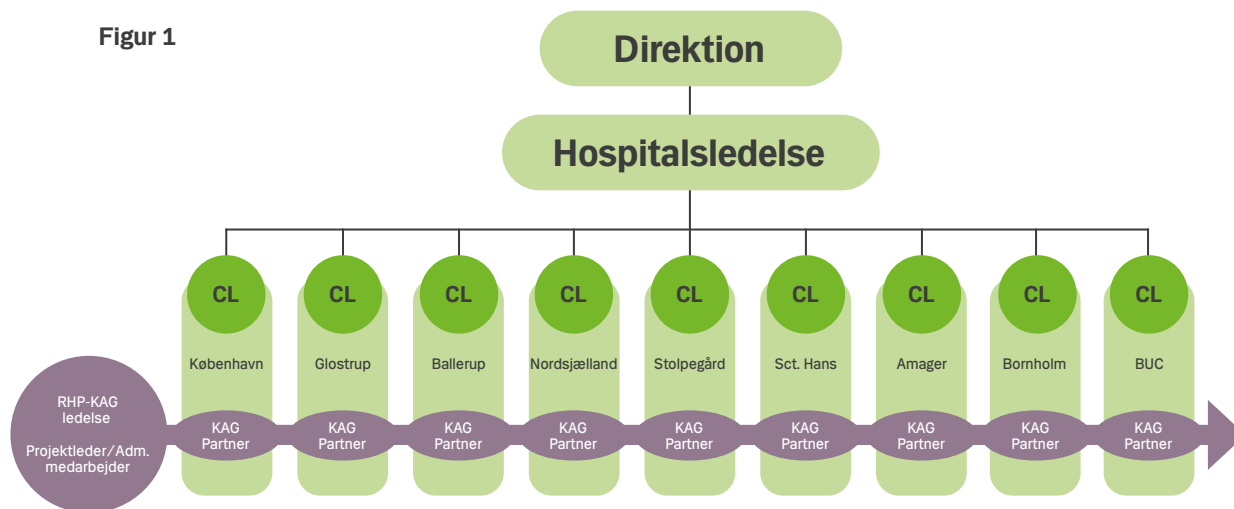 Figur 1
Direktion
Hospitalsledelse
CL
CL
CL
CL
CL
CL
CL
CL
CL
København
Glostrup
Ballerup
Nordsjælland
Stolpegård
Sct. Hans
Amager
Bornholm
BUC
RHP-KAG
ledelse
Projektleder/Adm.
medarbejder
KAG
Partner
KAG
Partner
KAG
Partner
KAG
Partner
KAG
Partner
KAG
Partner
KAG
Partner
KAG
Partner
KAG
Partner